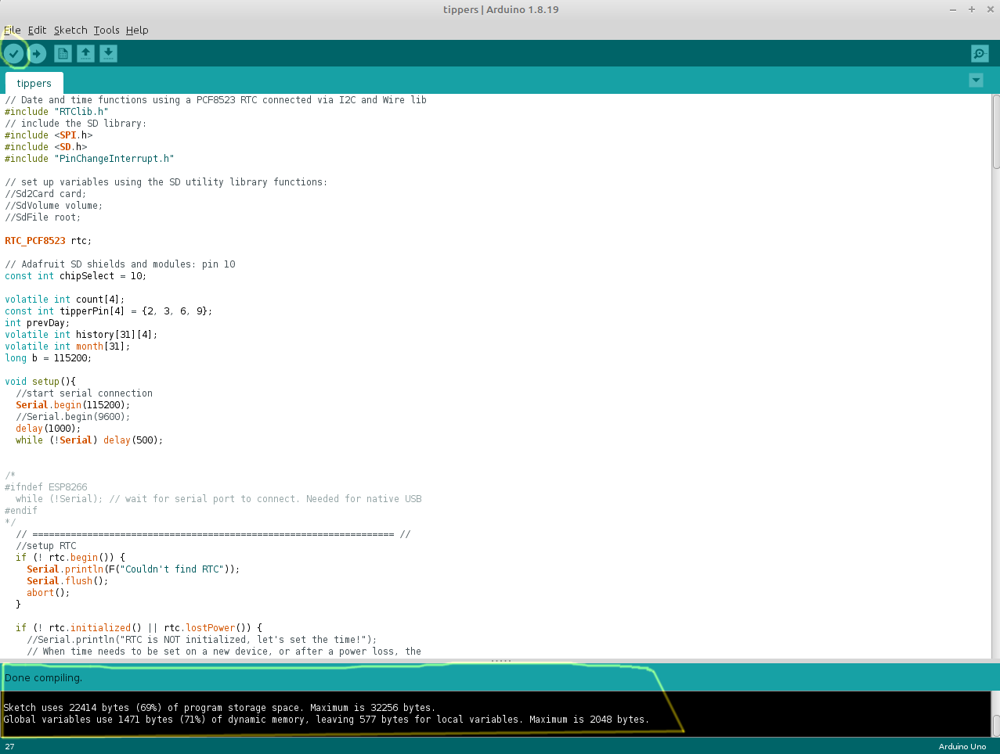 tippers | Arduino 1.8.19
File Edit Sketch Tools Help
tippers
// Date and time functions using a PCF8523 RTC connected via I2C and Wire lib
#include "RTClib.h"
// include the SD library:
#include <SPI.h>
#include <SD.h>
#include "PinChangeInterrupt.h"

// set up variables using the SD utility library functions:
//Sd2Card card;
//SdVolume volume;
//SdFile root;

RTC_PCF8523 rtc;

// Adafruit SD shields and modules: pin 10
const int chipSelect = 10;

volatile int count[4];
const int tipperPin[4] = {2, 3, 6, 9};
int prevDay;
volatile int history[31][4];
volatile int month[31];
long b = 115200;

void setup(){
  //start serial connection
  Serial.begin(115200);
  //Serial.begin(9600);
  delay(1000);
  while (!Serial) delay(500);

/*
#ifndef ESP8266
  while (!Serial); // wait for serial port to connect. Needed for native USB
#endif
*/
  // ================================================================== //
  //setup RTC
  if (! rtc.begin()) {
    Serial.println(F("Couldn't find RTC"));
    Serial.flush();
    abort();
  }

  if (! rtc.initialized() || rtc.lostPower()) {
    //Serial.println("RTC is NOT initialized, let's set the time!");
    // When time needs to be set on a new device, or after a power loss, the
Done compiling.
Sketch uses 22414 bytes (69%) of program storage space. Maximum is 32256 bytes.
Global variables use 1471 bytes (71%) of dynamic memory, leaving 577 bytes for local variables. Maximum is 2048 bytes.
27 Arduino Uno